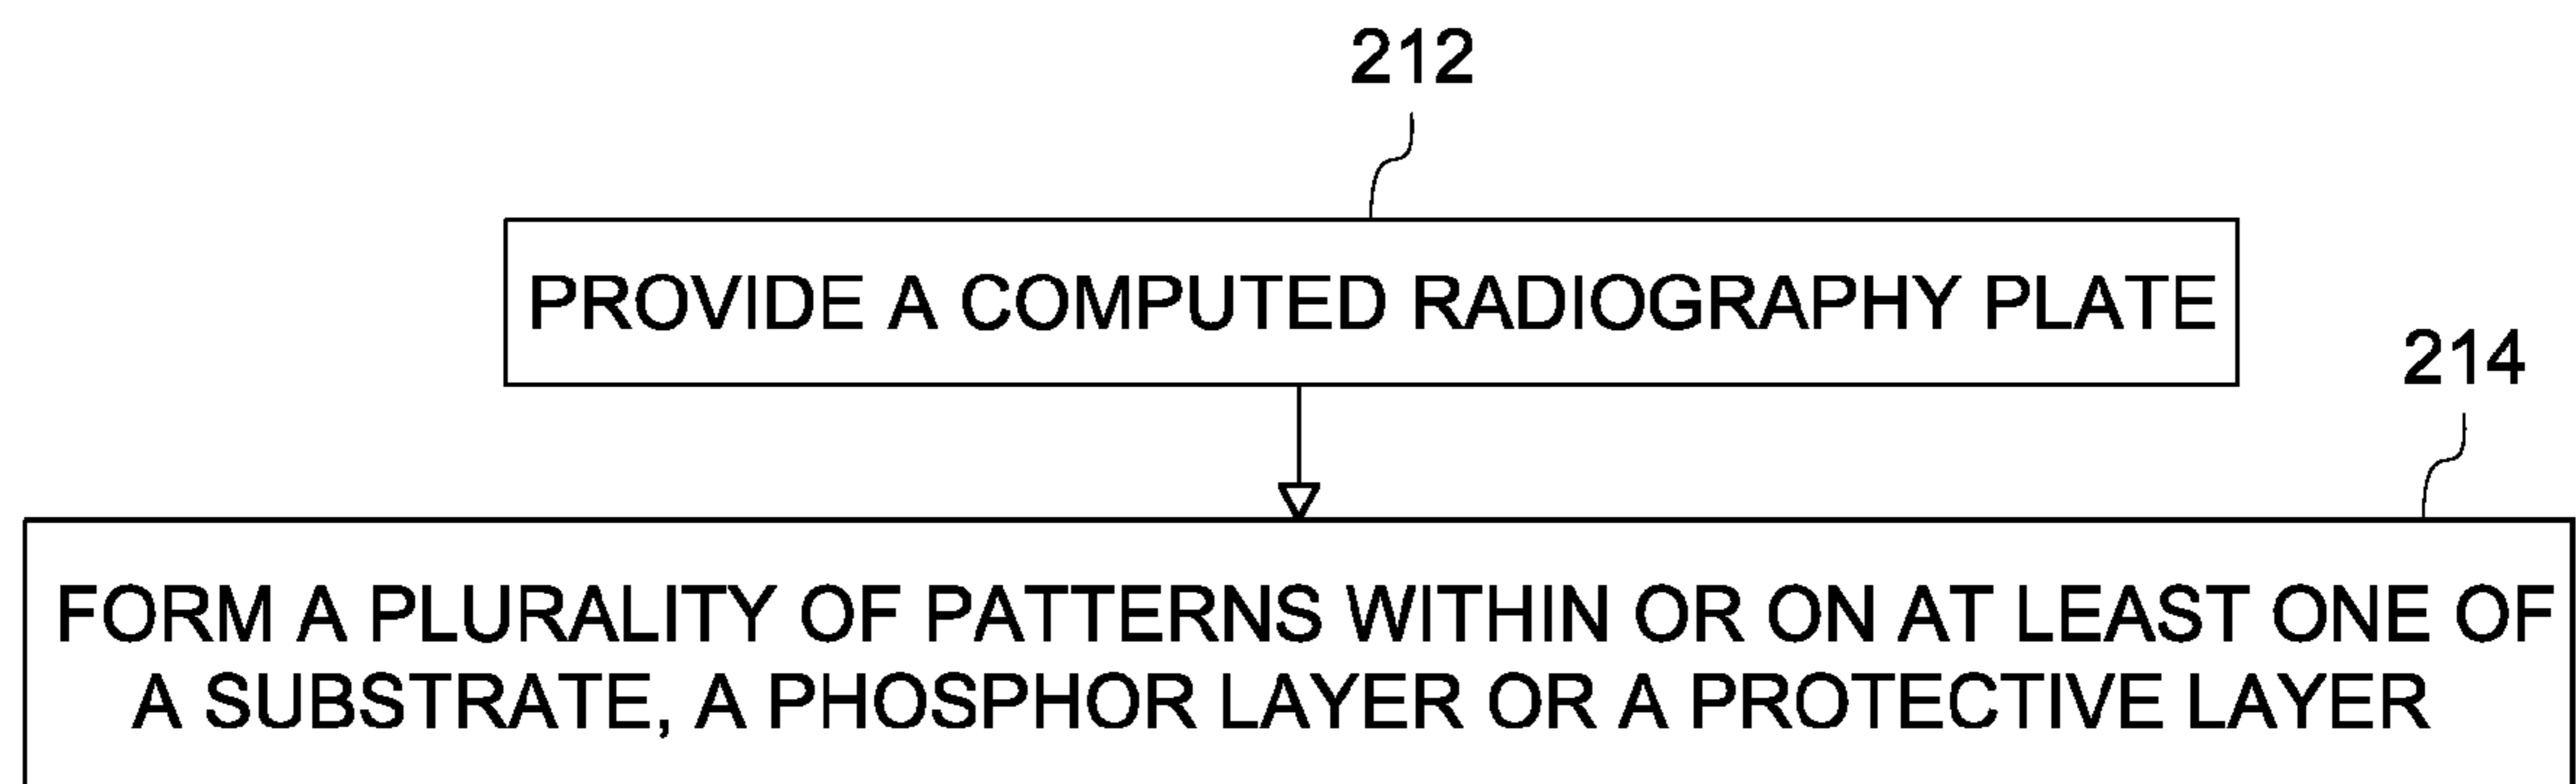 212
PROVIDE A COMPUTED RADIOGRAPHY PLATE
214
FORM A PLURALITY OF PATTERNS WITHIN OR ON AT LEAST ONE OF
A SUBSTRATE, A PHOSPHOR LAYER OR A PROTECTIVE LAYER